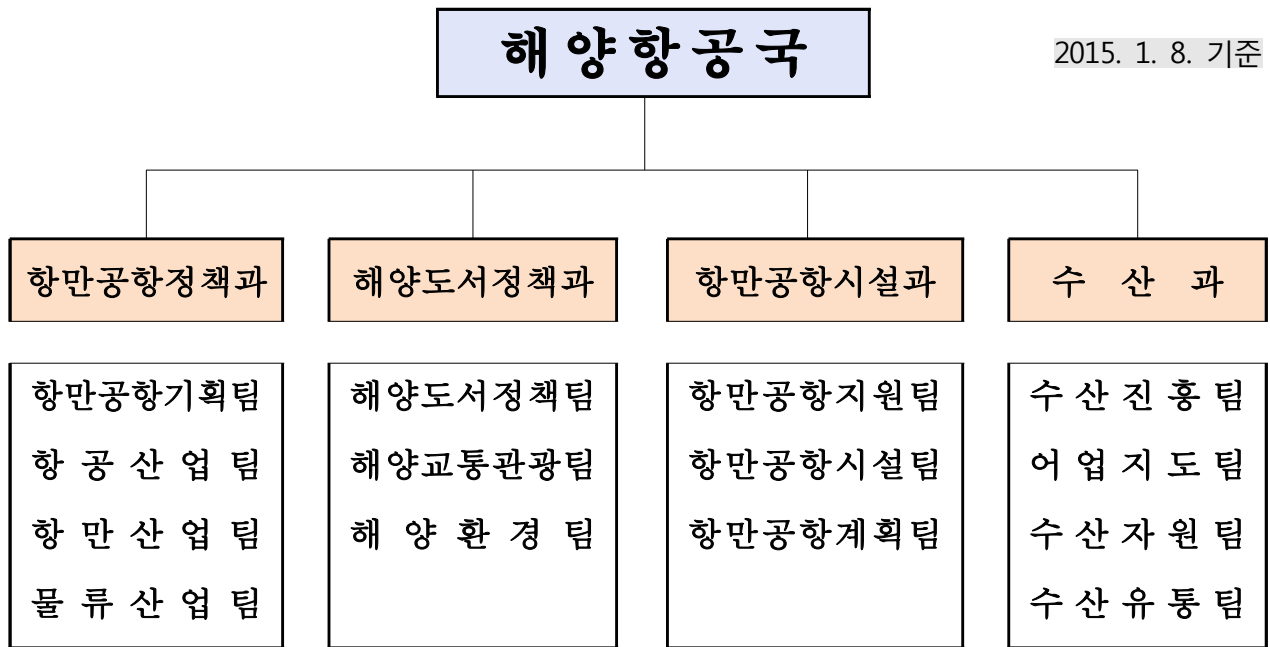 해양항공국
2015. 1. 8. 기준
항만공항정책과
해양도서정책과
항만공항시설과
수 산 과
항만공항기획팀
항 공 산 업 팀
항 만 산 업 팀
물 류 산 업 팀
해양도서정책팀
해양교통관광팀
해 양 환 경 팀
항만공항지원팀
항만공항시설팀
항만공항계획팀
수 산 진 흥 팀
어 업 지 도 팀
수 산 자 원 팀
수 산 유 통 팀